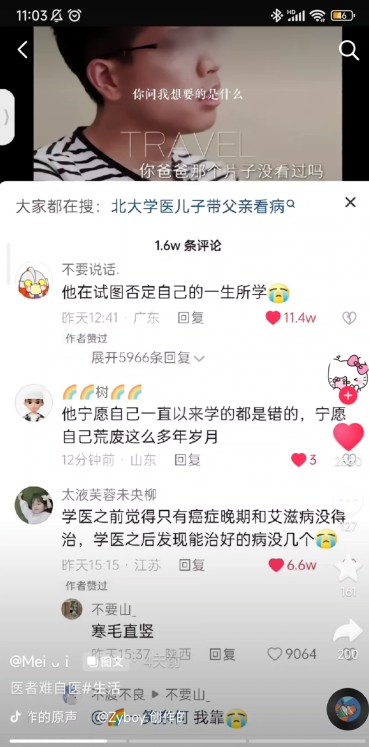 11:03
HD
6
你问我想要的是什么
TRAVEL
你爸爸那个片子没看过吗
大家都在搜：北大学医儿子带父亲看病
1.6w 条评论
不要说话.
他在试图否定自己的一生所学😭
昨天12:41 · 广东 回复 11.4w
作者赞过
展开5966条回复
🌈🌈树🌈🌈
他宁愿自己一直以来学的都是错的，宁愿
自己荒废这么多年岁月
12分钟前 · 山东 回复 3
太液芙蓉未央柳
学医之前觉得只有癌症晚期和艾滋病没得
治，学医之后发现能治好的病没几个😭
昨天15:15 · 江苏 回复 6.6w
作者赞过
不要山_
寒毛直竖
昨天15:37 · 陕西 回复 9064
@Mei ᴗ i 图文 · 4天前
医者难自医#生活
不要山_
我靠😭
乍的原声 @Zyboy 创作的
161